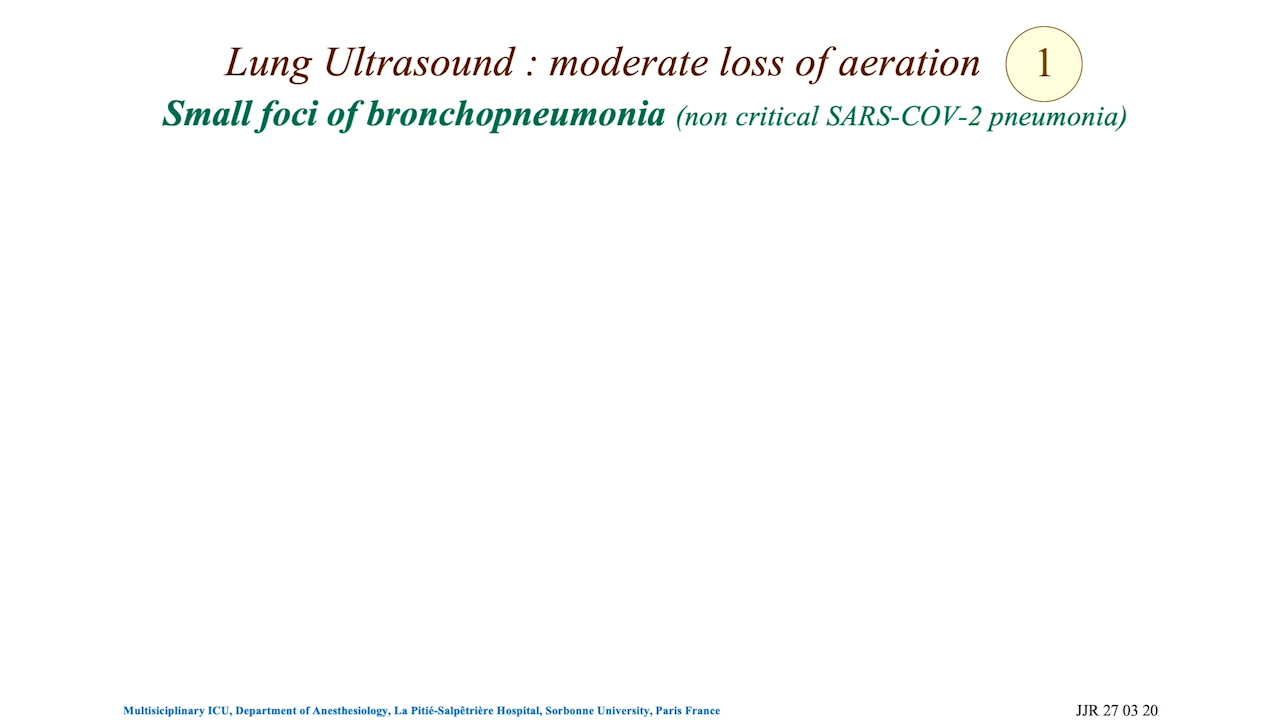 Lung Ultrasound : moderate loss of aeration 1
Small foci of bronchopneumonia (non critical SARS-COV-2 pneumonia)
Multisiciplinary ICU, Department of Anesthesiology, La Pitié-Salpêtrière Hospital, Sorbonne University, Paris France
JJR 27 03 20